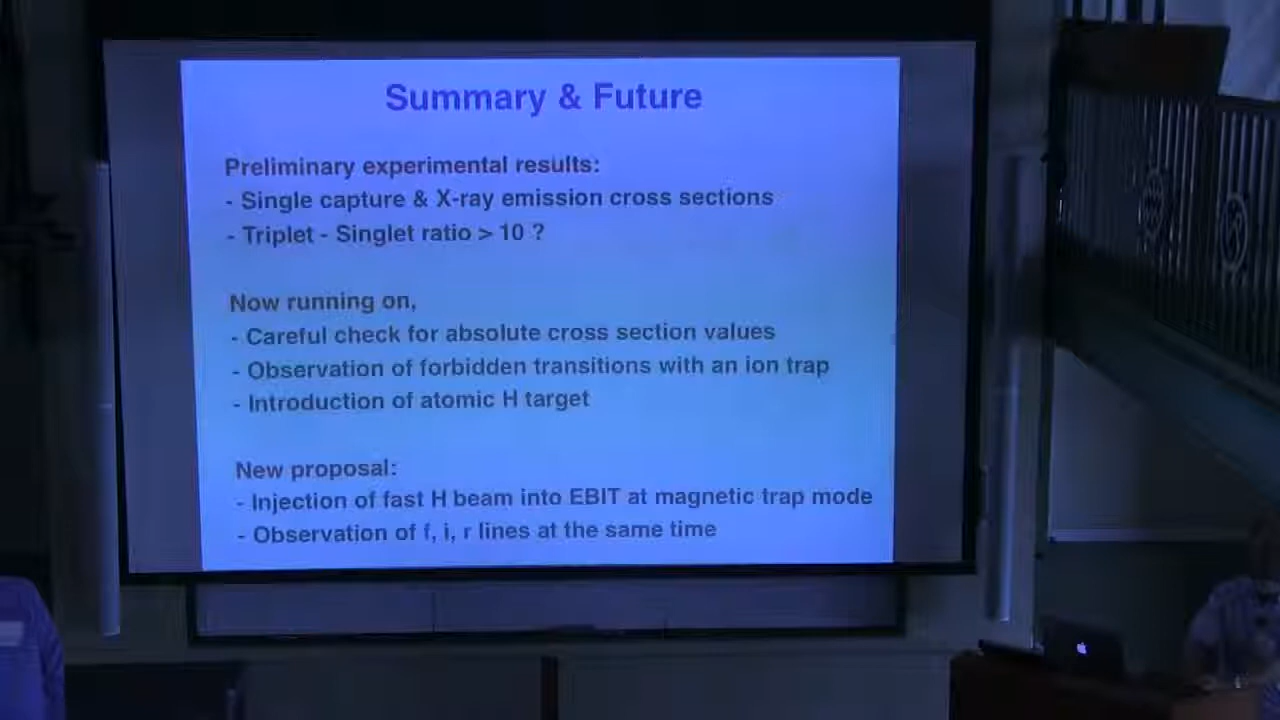 Summary & Future
Preliminary experimental results:
- Single capture & X-ray emission cross sections
- Triplet - Singlet ratio > 10 ?
Now running on,
- Careful check for absolute cross section values
- Observation of forbidden transitions with an ion trap
- Introduction of atomic H target
New proposal:
- Injection of fast H beam into EBIT at magnetic trap mode
- Observation of f, i, r lines at the same time